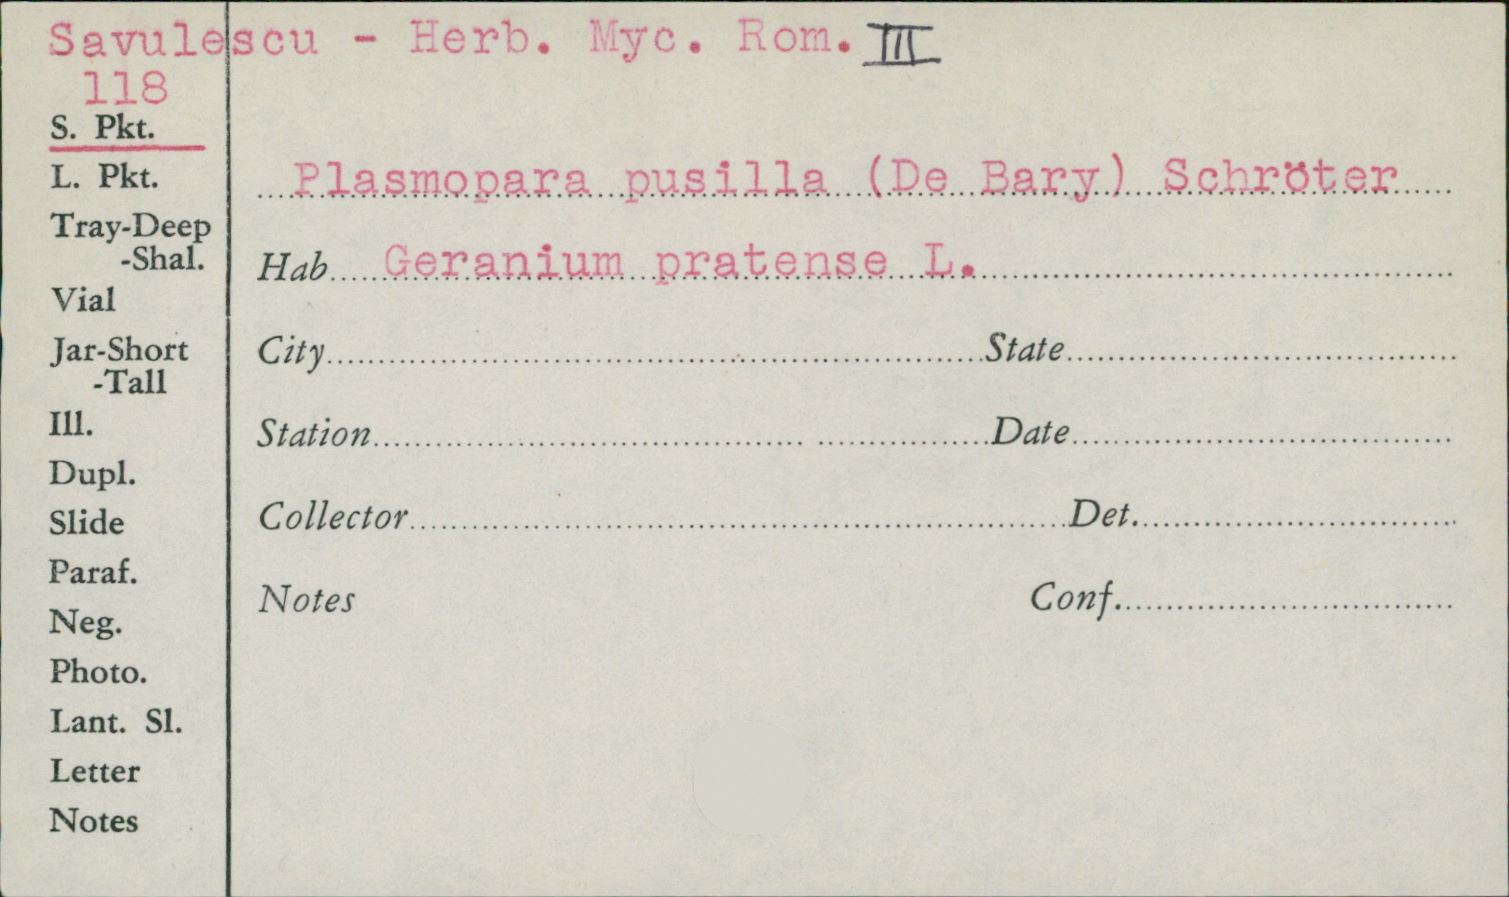 Savulescu - Herb. Myc. Rom. III
118
S. Pkt.
L. Pkt.
Plasmopara pusilla (De Bary) Schröter
Tray-Deep
-Shal.
Hab. Geranium pratense L.
Vial
Jar-Short
-Tall
City State
Ill.
Station Date
Dupl.
Slide
Collector Det.
Paraf.
Notes Conf.
Neg.
Photo.
Lant. Sl.
Letter
Notes